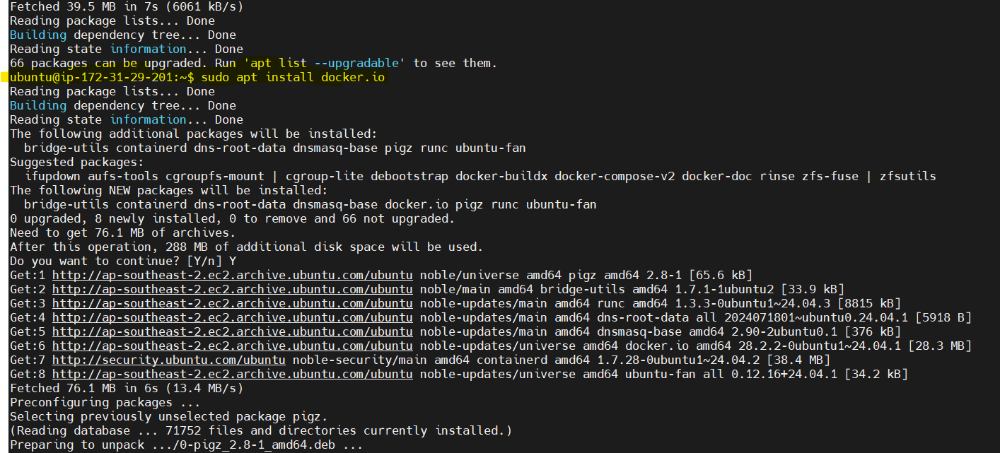 Fetched 39.5 MB in 7s (6061 kB/s)
Reading package lists... Done
Building dependency tree... Done
Reading state information... Done
66 packages can be upgraded. Run 'apt list --upgradable' to see them.
ubuntu@ip-172-31-29-201:~$ sudo apt install docker.io
Reading package lists... Done
Building dependency tree... Done
Reading state information... Done
The following additional packages will be installed:
  bridge-utils containerd dns-root-data dnsmasq-base pigz runc ubuntu-fan
Suggested packages:
  ifupdown aufs-tools cgroupfs-mount | cgroup-lite debootstrap docker-buildx docker-compose-v2 docker-doc rinse zfs-fuse | zfsutils
The following NEW packages will be installed:
  bridge-utils containerd dns-root-data dnsmasq-base docker.io pigz runc ubuntu-fan
0 upgraded, 8 newly installed, 0 to remove and 66 not upgraded.
Need to get 76.1 MB of archives.
After this operation, 288 MB of additional disk space will be used.
Do you want to continue? [Y/n] Y
Get:1 http://ap-southeast-2.ec2.archive.ubuntu.com/ubuntu noble/universe amd64 pigz amd64 2.8-1 [65.6 kB]
Get:2 http://ap-southeast-2.ec2.archive.ubuntu.com/ubuntu noble/main amd64 bridge-utils amd64 1.7.1-1ubuntu2 [33.9 kB]
Get:3 http://ap-southeast-2.ec2.archive.ubuntu.com/ubuntu noble-updates/main amd64 runc amd64 1.3.3-0ubuntu1~24.04.3 [8815 kB]
Get:4 http://ap-southeast-2.ec2.archive.ubuntu.com/ubuntu noble-updates/main amd64 dns-root-data all 2024071801~ubuntu0.24.04.1 [5918 B]
Get:5 http://ap-southeast-2.ec2.archive.ubuntu.com/ubuntu noble-updates/main amd64 dnsmasq-base amd64 2.90-2ubuntu0.1 [376 kB]
Get:6 http://ap-southeast-2.ec2.archive.ubuntu.com/ubuntu noble-updates/universe amd64 docker.io amd64 28.2.2-0ubuntu1~24.04.1 [28.3 MB]
Get:7 http://security.ubuntu.com/ubuntu noble-security/main amd64 containerd amd64 1.7.28-0ubuntu1~24.04.2 [38.4 MB]
Get:8 http://ap-southeast-2.ec2.archive.ubuntu.com/ubuntu noble-updates/universe amd64 ubuntu-fan all 0.12.16+24.04.1 [34.2 kB]
Fetched 76.1 MB in 6s (13.4 MB/s)
Preconfiguring packages ...
Selecting previously unselected package pigz.
(Reading database ... 71752 files and directories currently installed.)
Preparing to unpack .../0-pigz_2.8-1_amd64.deb ...